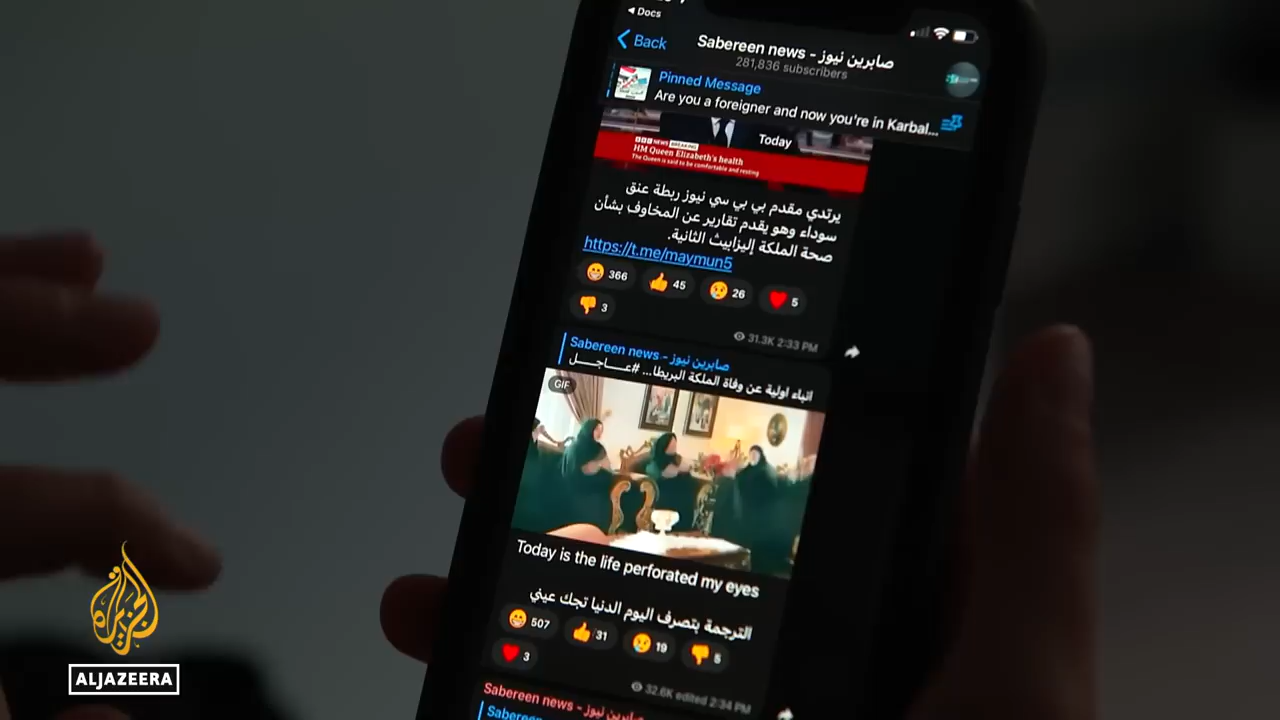 Docs
Back
Sabereen news - صابرين نيوز
281,836 subscribers
Pinned Message
Are you a foreigner and now you're in Karbal...
Today
BBC NEWS BREAKING
HM Queen Elizabeth's health
The Queen is said to be comfortable and resting
يرتدي مقدم بي بي سي نيوز ربطة عنق
سوداء وهو يقدم تقارير عن المخاوف بشأن
صحة الملكة إليزابيث الثانية.
https://t.me/maymun5
366 45 26 5
3
31.3K 2:33 PM
Sabereen news - صابرين نيوز
انباء اولية عن وفاة الملكة البريطا... #عــاجــل
GIF
Today is the life perforated my eyes
الترجمة بتصرف اليوم الدنيا تجك عيني
507 31 19 5
3
32.6K edited 2:34 PM
Sabereen news - صابرين نيوز
Sabereen
الجزيرة
ALJAZEERA